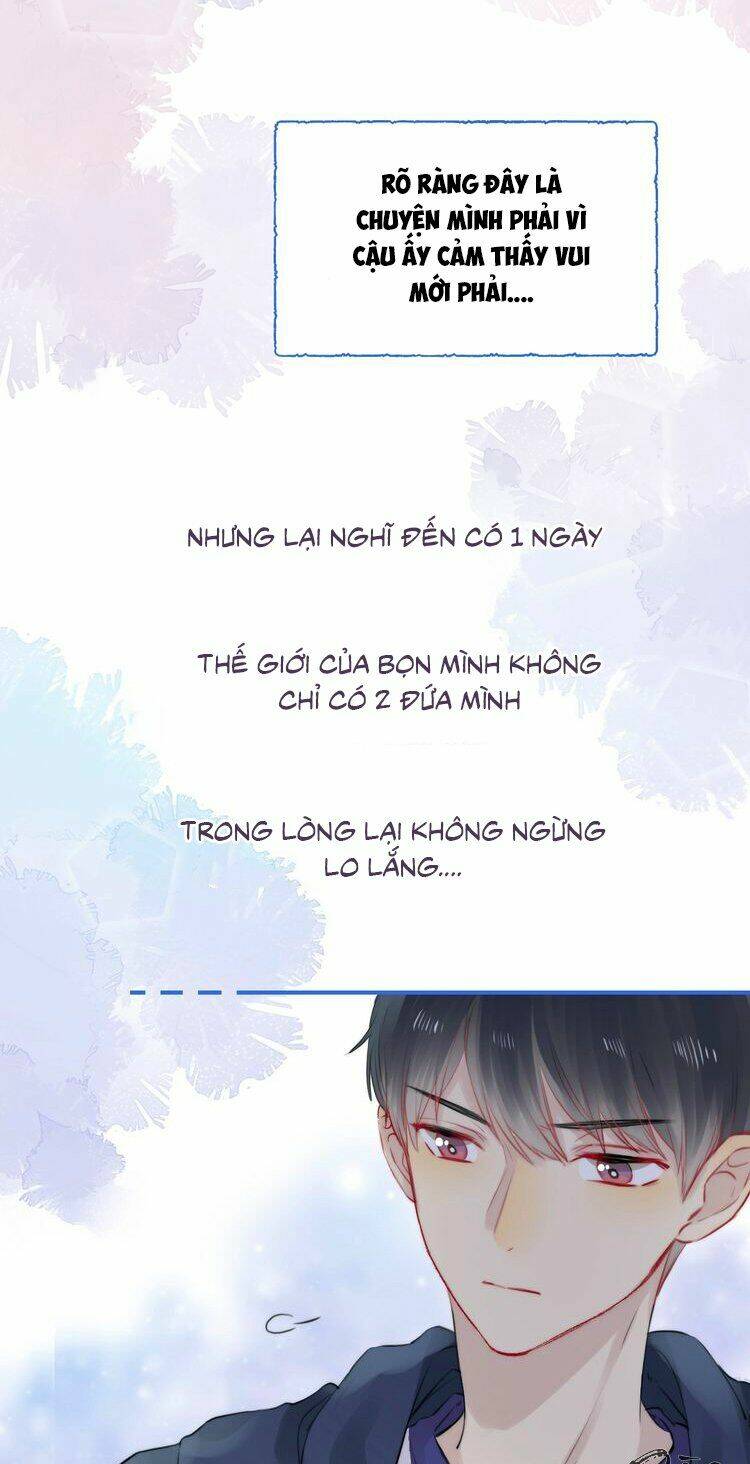 RÕ RÀNG ĐÂY LÀ
CHUYỆN MÌNH PHẢI VÌ
CẬU ẤY CẢM THẤY VUI
MỚI PHẢI....
NHƯNG LẠI NGHĨ ĐẾN CÓ 1 NGÀY
THẾ GIỚI CỦA BỌN MÌNH KHÔNG
CHỈ CÓ 2 ĐỨA MÌNH
TRONG LÒNG LẠI KHÔNG NGỪNG
LO LẮNG....